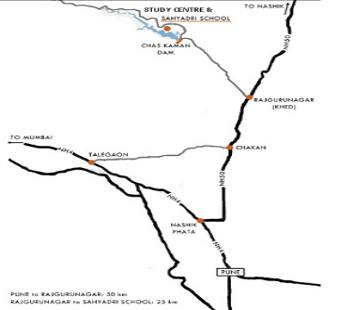 TO NASHIK
STUDY CENTRE &
SAHYADRI SCHOOL
NH50
CHAS KAMAN
DAM
RAJGURUNAGAR
(KHED)
TO MUMBAI
NH4
TALEGAON
CHAKAN
NH50
NH4
NASHIK
PHATA
NH4
PUNE
PUNE to RAJGURUNAGAR: 50 km
RAJGURUNAGAR to SAHYADRI SCHOOL: 25 km